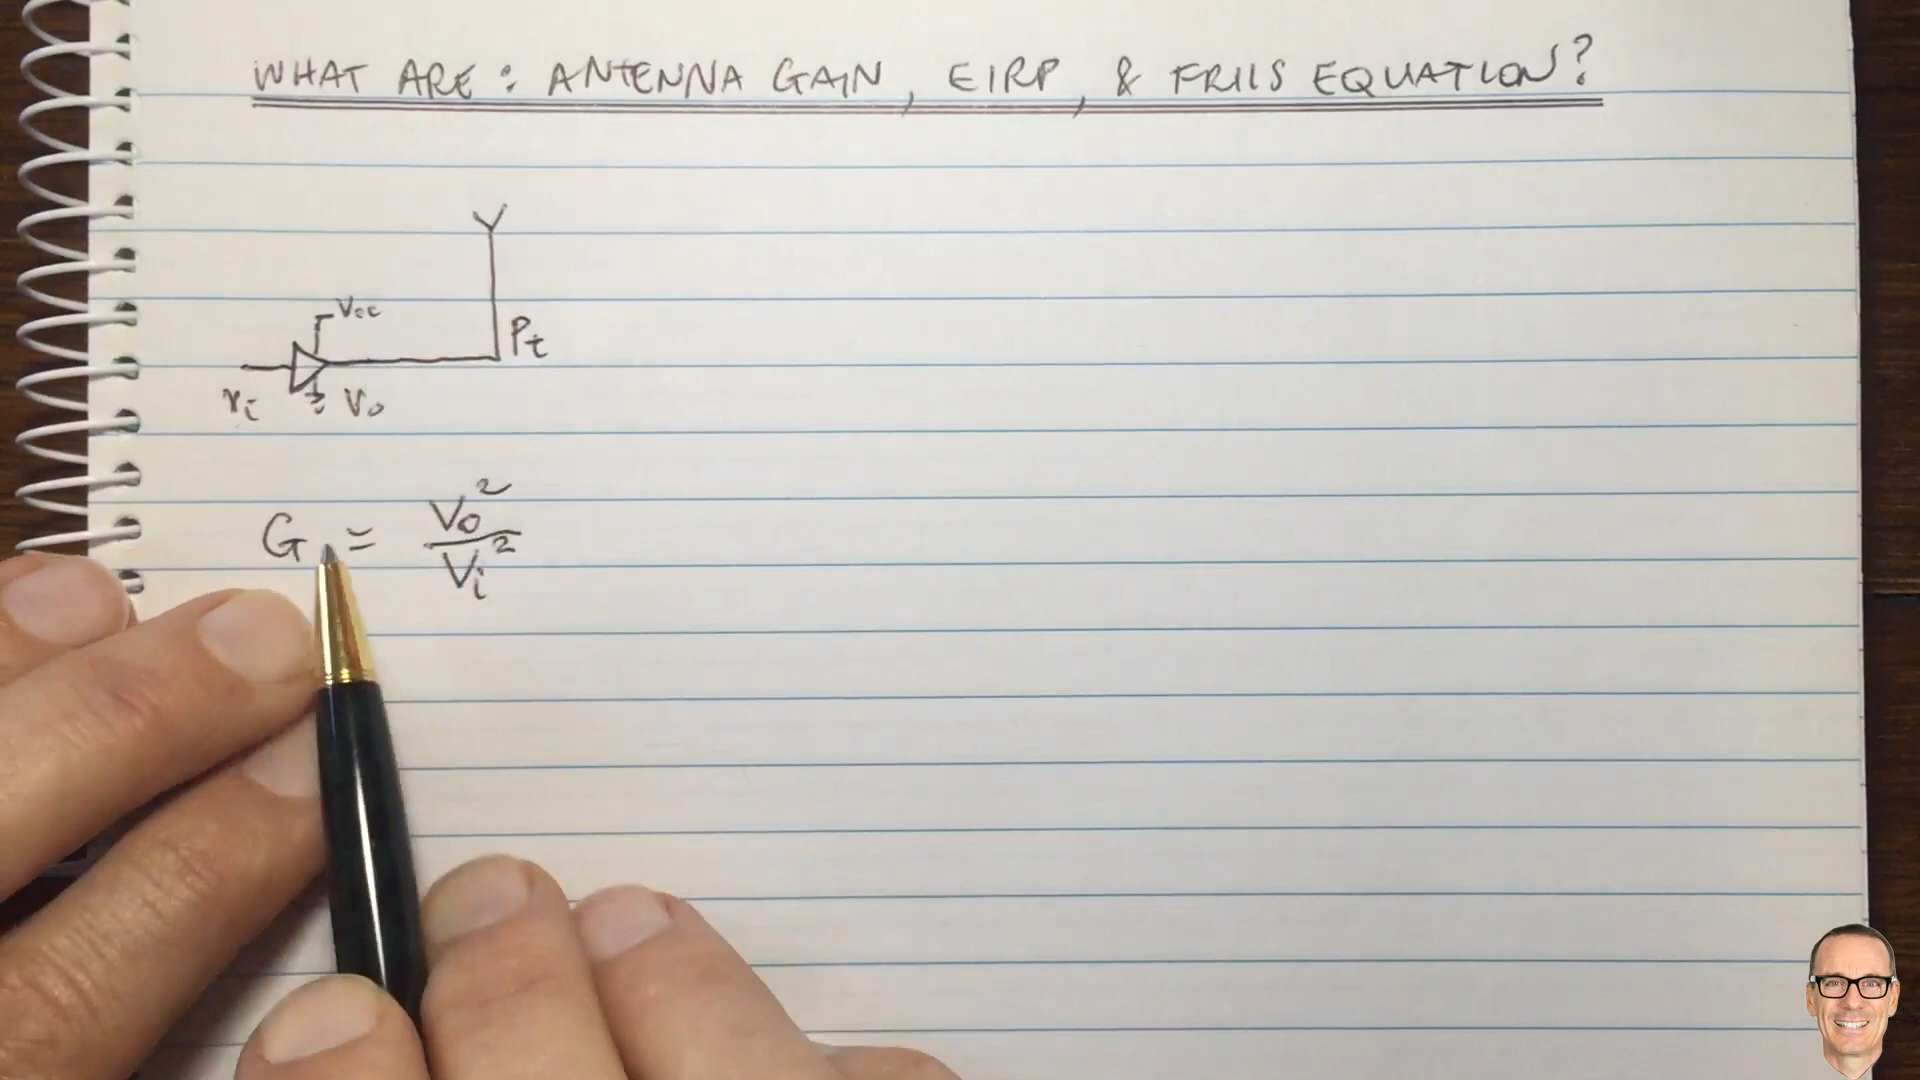 WHAT ARE: ANTENNA GAIN, EIRP, & FRIIS EQUATION?
Vcc
Pt
Vi
Vo
G = Vo²/Vi²